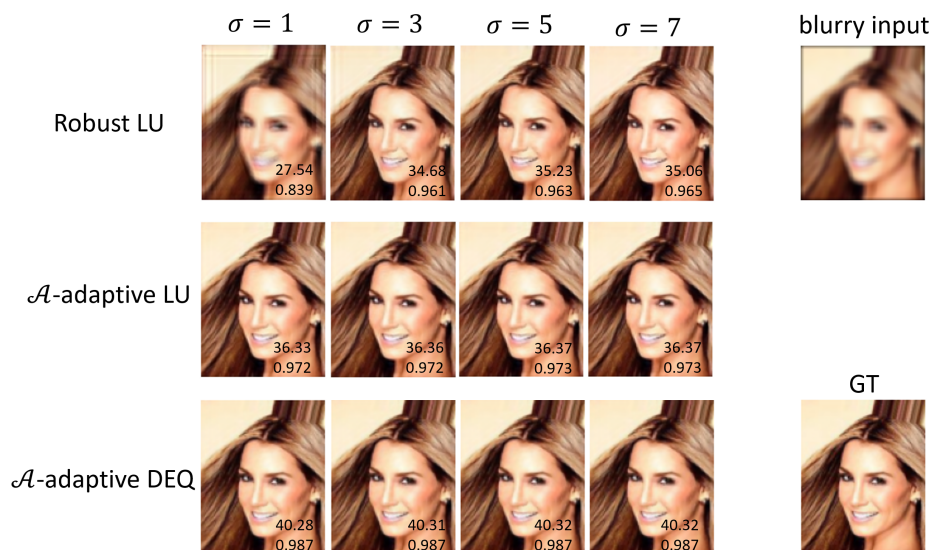 σ = 1 σ = 3 σ = 5 σ = 7 blurry input
Robust LU
27.54 34.68 35.23 35.06
0.839 0.961 0.963 0.965
𝒜-adaptive LU
36.33 36.36 36.37 36.37
0.972 0.972 0.973 0.973
GT
𝒜-adaptive DEQ
40.28 40.31 40.32 40.32
0.987 0.987 0.987 0.987